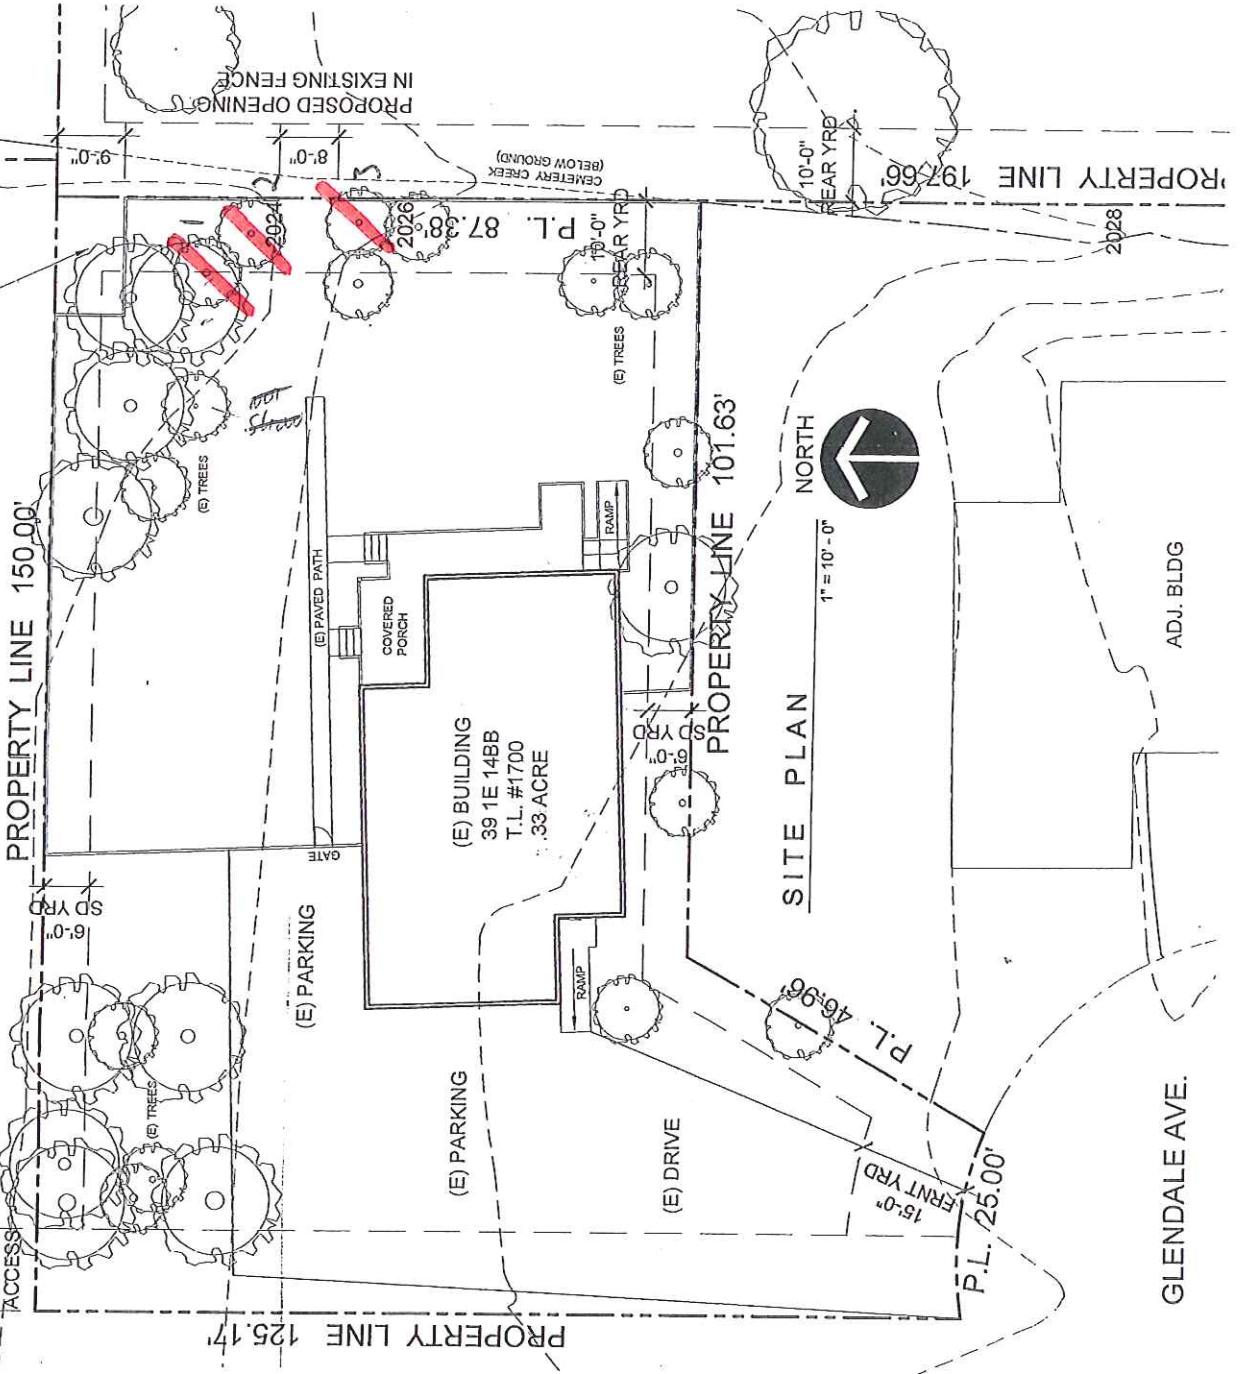 PROPOSED OPENING
IN EXISTING FENCE
9'-0"
8'-0"
CEMETERY CREEK
(BELOW GROUND)
10'-0"
REAR YRD
PROPERTY LINE 197.66'
1
2
3
2024
2026
P.L. 87.38'
10'-0"
REAR YRD
2028
(E) TREES
(E) TREES
NOT
PROPERTY LINE 150.00'
PROPERTY LINE 101.63'
NORTH
1" = 10' - 0"
SITE PLAN
(E) PAVED PATH
COVERED
PORCH
RAMP
ADJ. BLDG
(E) BUILDING
39 1E 14BB
T.L. #1700
.33 ACRE
6'-0"
SD YRD
GATE
6'-0"
SD YRD
(E) PARKING
RAMP
P.L. 46.96'
(E) TREES
(E) PARKING
(E) DRIVE
15'-0"
FRNT YRD
P.L. 25.00'
GLENDALE AVE.
ACCESS
PROPERTY LINE 125.17'